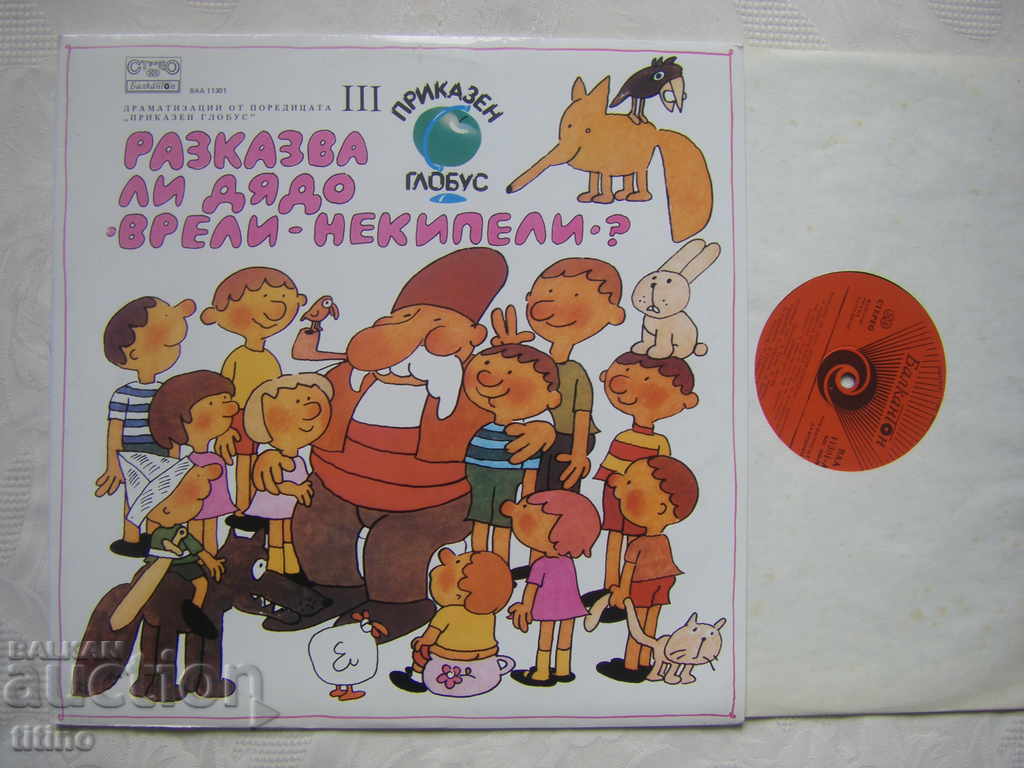 СТЕРЕО
Балкантон
ВАА 11301
ДРАМАТИЗАЦИИ ОТ ПОРЕДИЦАТА
„ПРИКАЗЕН ГЛОБУС"
III
ПРИКАЗЕН
ГЛОБУС
РАЗКАЗВА
ЛИ ДЯДО
„ВРЕЛИ - НЕКИПЕЛИ“?
СТЕРЕО
Балкантон
BALKAN
auction
titino